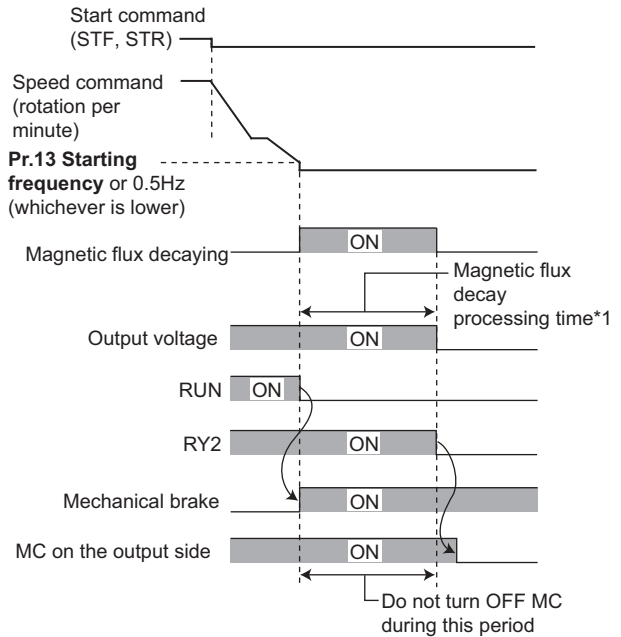 Start command
(STF, STR)
Speed command
(rotation per
minute)
Pr.13 Starting
frequency or 0.5Hz
(whichever is lower)
Magnetic flux decaying
ON
Magnetic flux
decay
processing time*1
Output voltage
ON
RUN
ON
RY2
ON
Mechanical brake
ON
MC on the output side
ON
Do not turn OFF MC
during this period